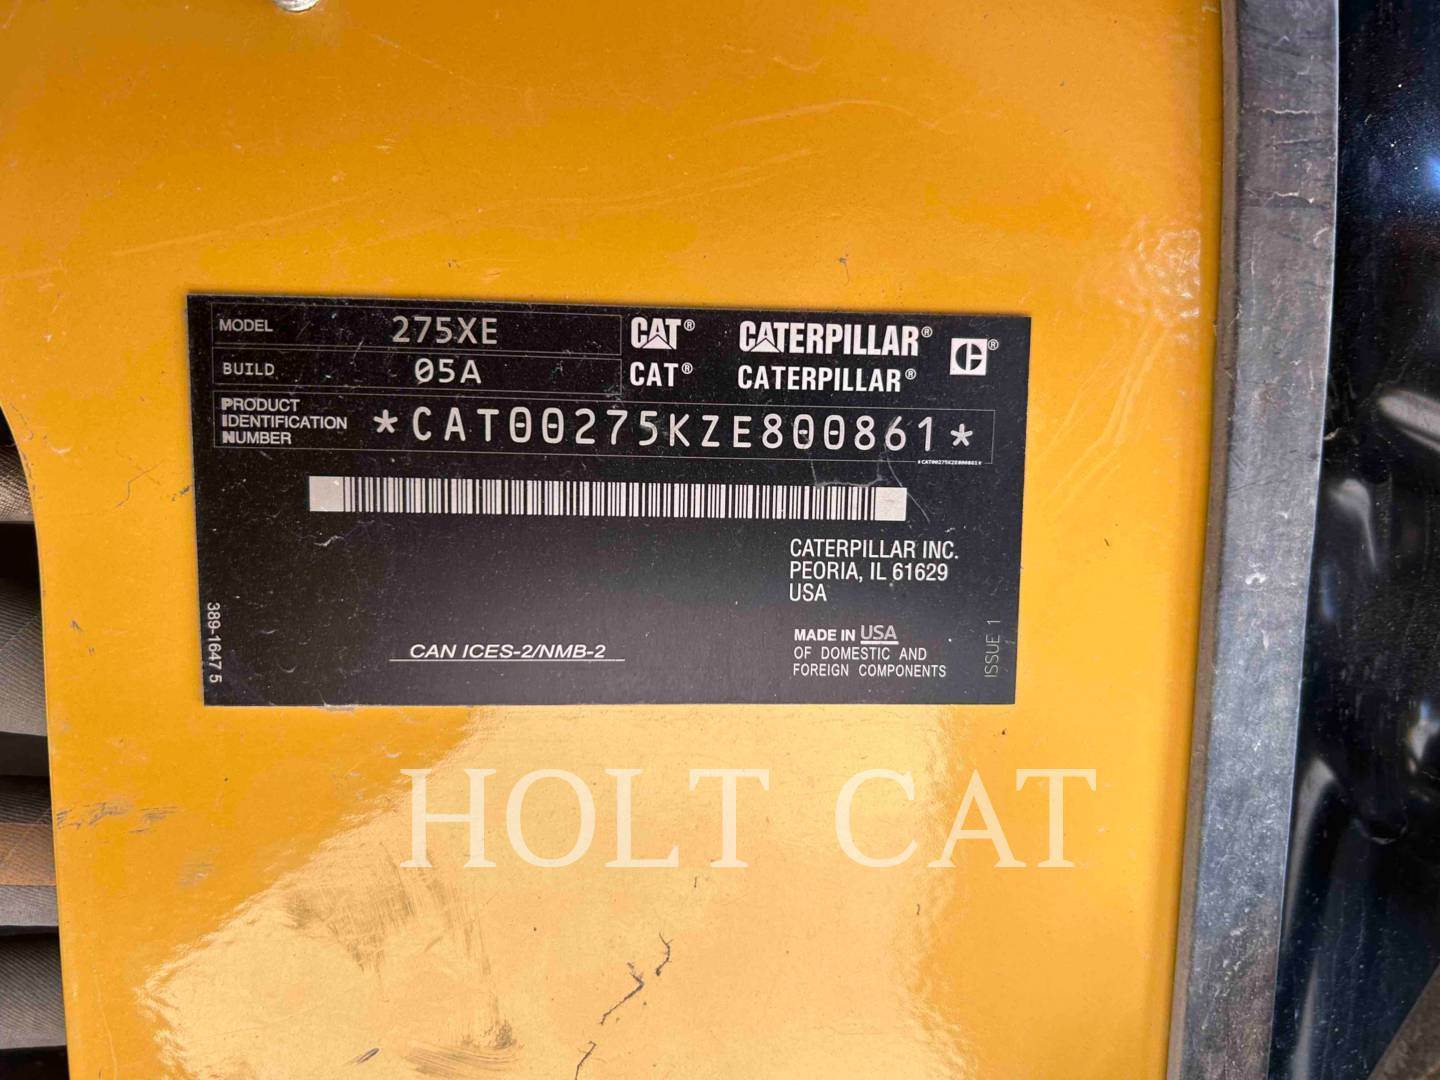 MODEL 275XE
BUILD 05A
CAT® CATERPILLAR®
CAT® CATERPILLAR®
PRODUCT
IDENTIFICATION
NUMBER
*CAT00275KZE800861*
*CAT00275KZE800861*
CATERPILLAR INC.
PEORIA, IL 61629
USA
389-1647 5
CAN ICES-2/NMB-2
MADE IN USA
OF DOMESTIC AND
FOREIGN COMPONENTS
ISSUE 1
HOLT CAT